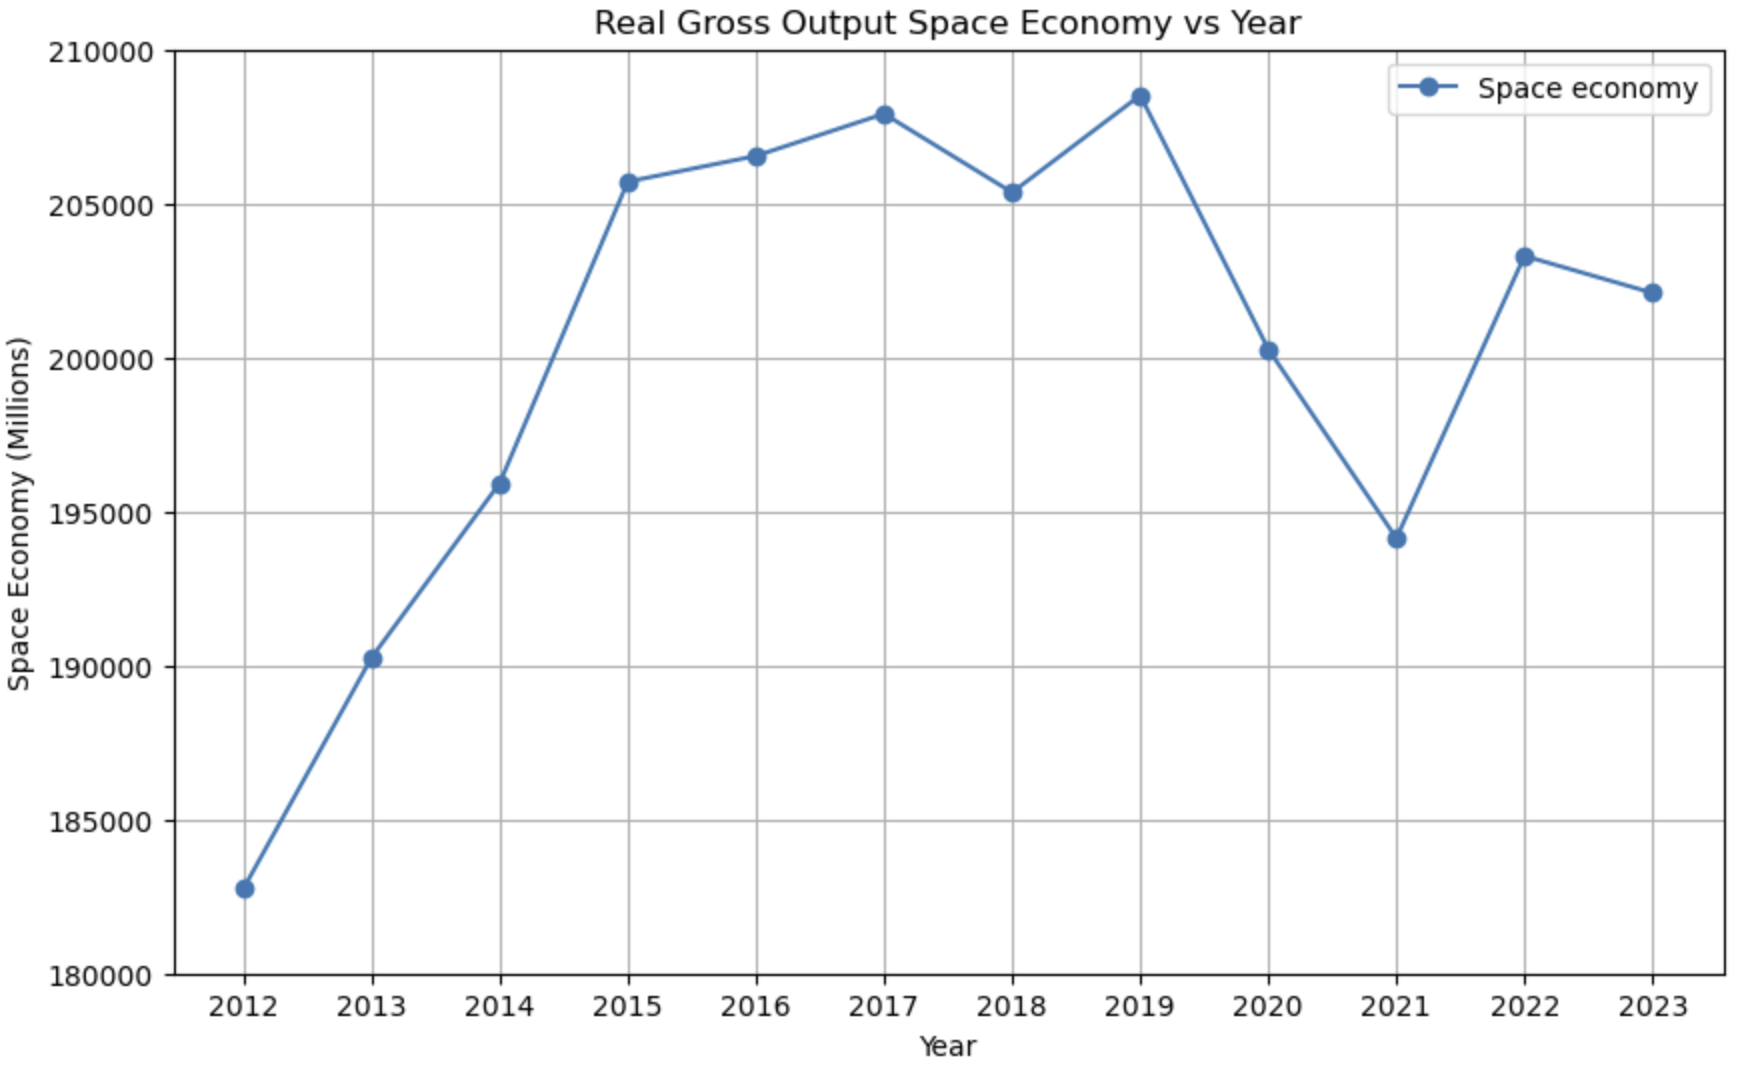 Real Gross Output Space Economy vs Year
210000
205000
200000
195000
190000
185000
180000
Space Economy (Millions)
Space economy
2012 2013 2014 2015 2016 2017 2018 2019 2020 2021 2022 2023
Year